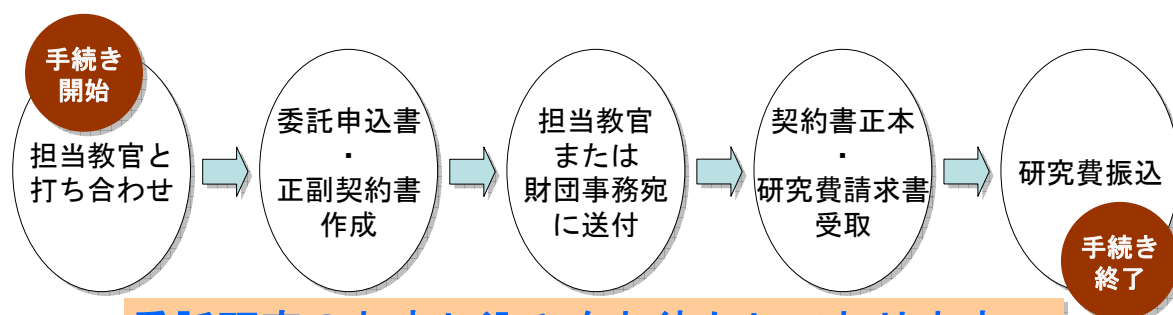 手続き
開始
担当教官と
打ち合わせ
委託申込書
・
正副契約書
作成
担当教官
または
財団事務宛
に送付
契約書正本
・
研究費請求書
受取
研究費振込
手続き
終了